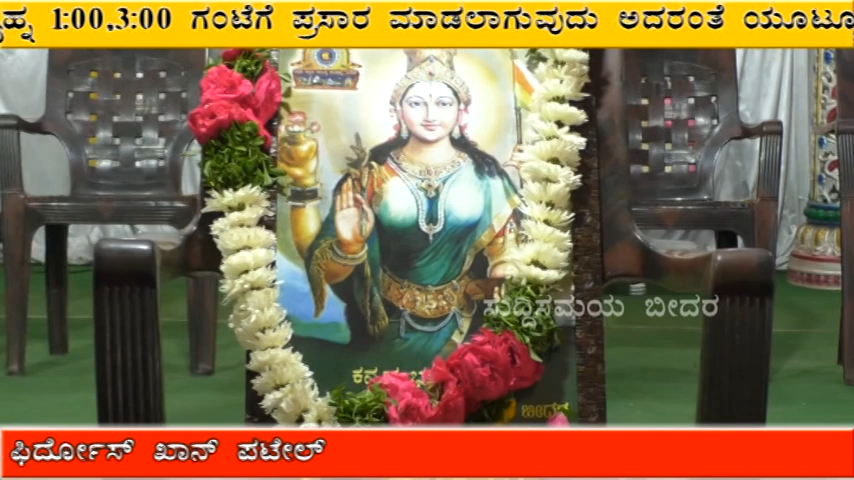 1:00,3:00 ಗಂಟೆಗೆ ಪ್ರಸಾರ ಮಾಡಲಾಗುವುದು ಅದರಂತೆ
ಸುದ್ದಿಸಮಯ ಬೀದರ
ಫಿರ್ದೋಸ್ ಖಾನ್ ಪಟೇಲ್